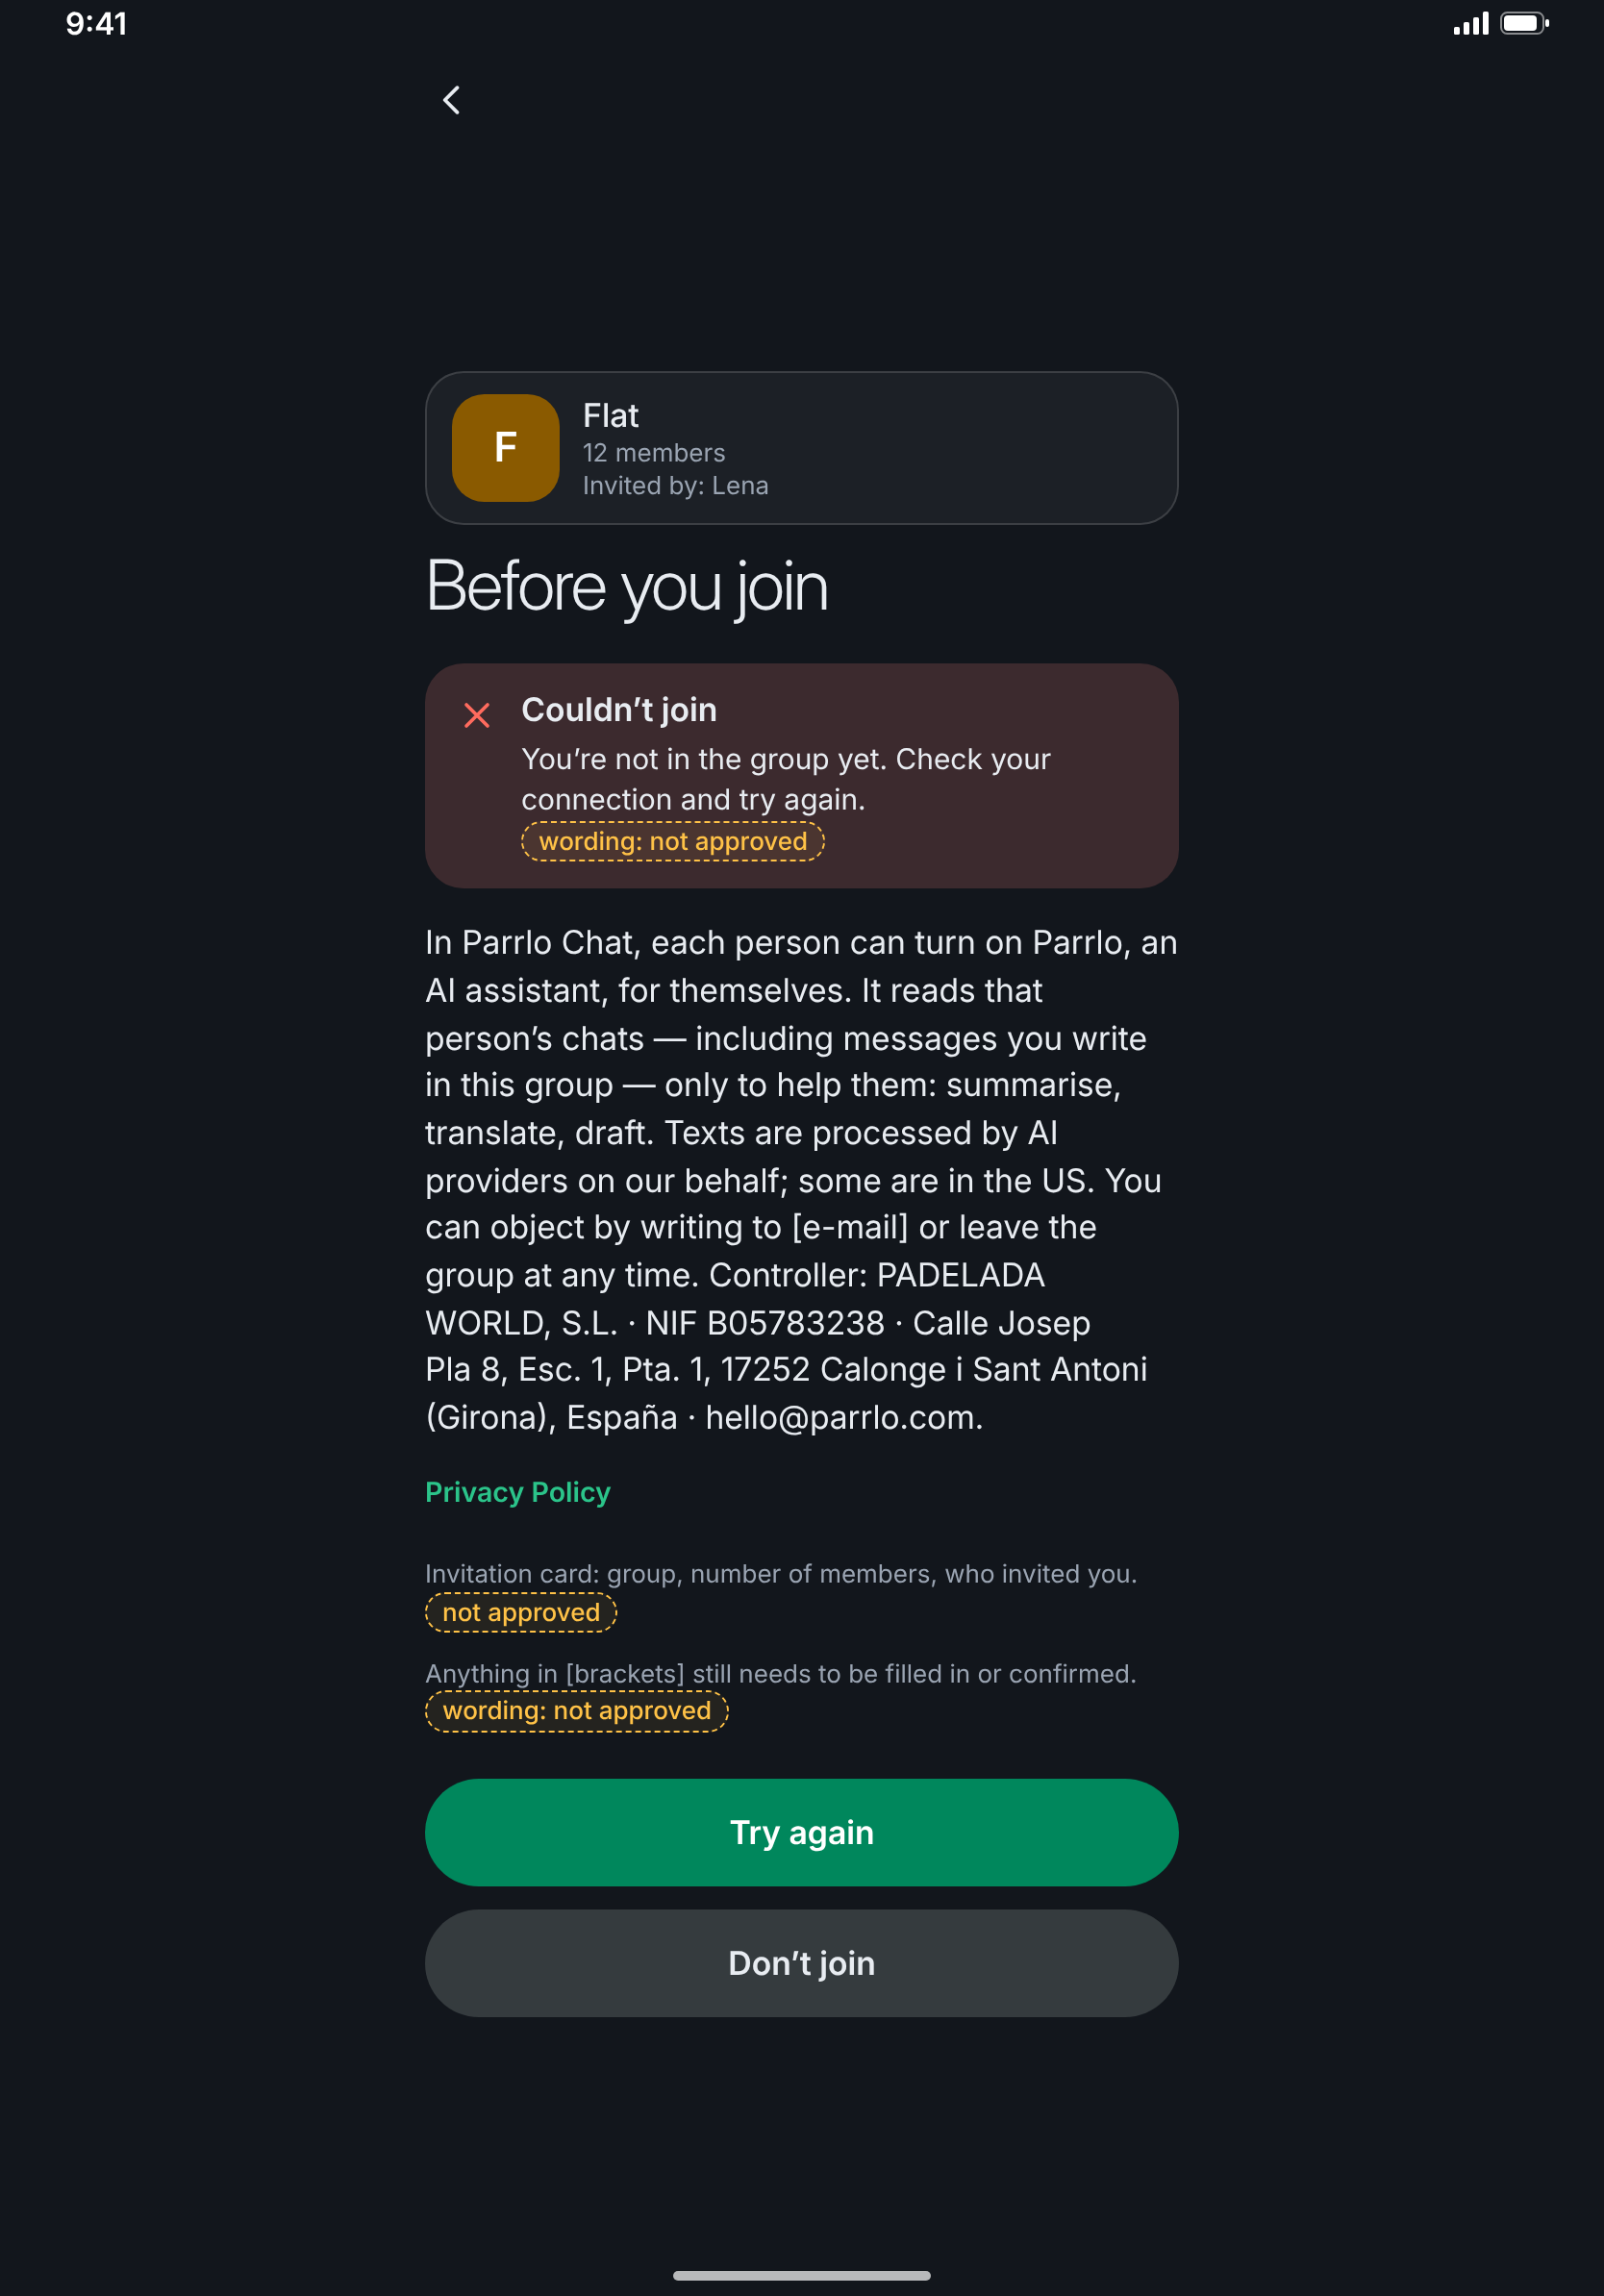 9:41
F
Flat
12 members
Invited by: Lena
Before you join
Couldn’t join
You’re not in the group yet. Check your
connection and try again.
wording: not approved
In Parrlo Chat, each person can turn on Parrlo, an
AI assistant, for themselves. It reads that
person’s chats — including messages you write
in this group — only to help them: summarise,
translate, draft. Texts are processed by AI
providers on our behalf; some are in the US. You
can object by writing to [e-mail] or leave the
group at any time. Controller: PADELADA
WORLD, S.L. · NIF B05783238 · Calle Josep
Pla 8, Esc. 1, Pta. 1, 17252 Calonge i Sant Antoni
(Girona), España · hello@parrlo.com.
Privacy Policy
Invitation card: group, number of members, who invited you.
not approved
Anything in [brackets] still needs to be filled in or confirmed.
wording: not approved
Try again
Don’t join